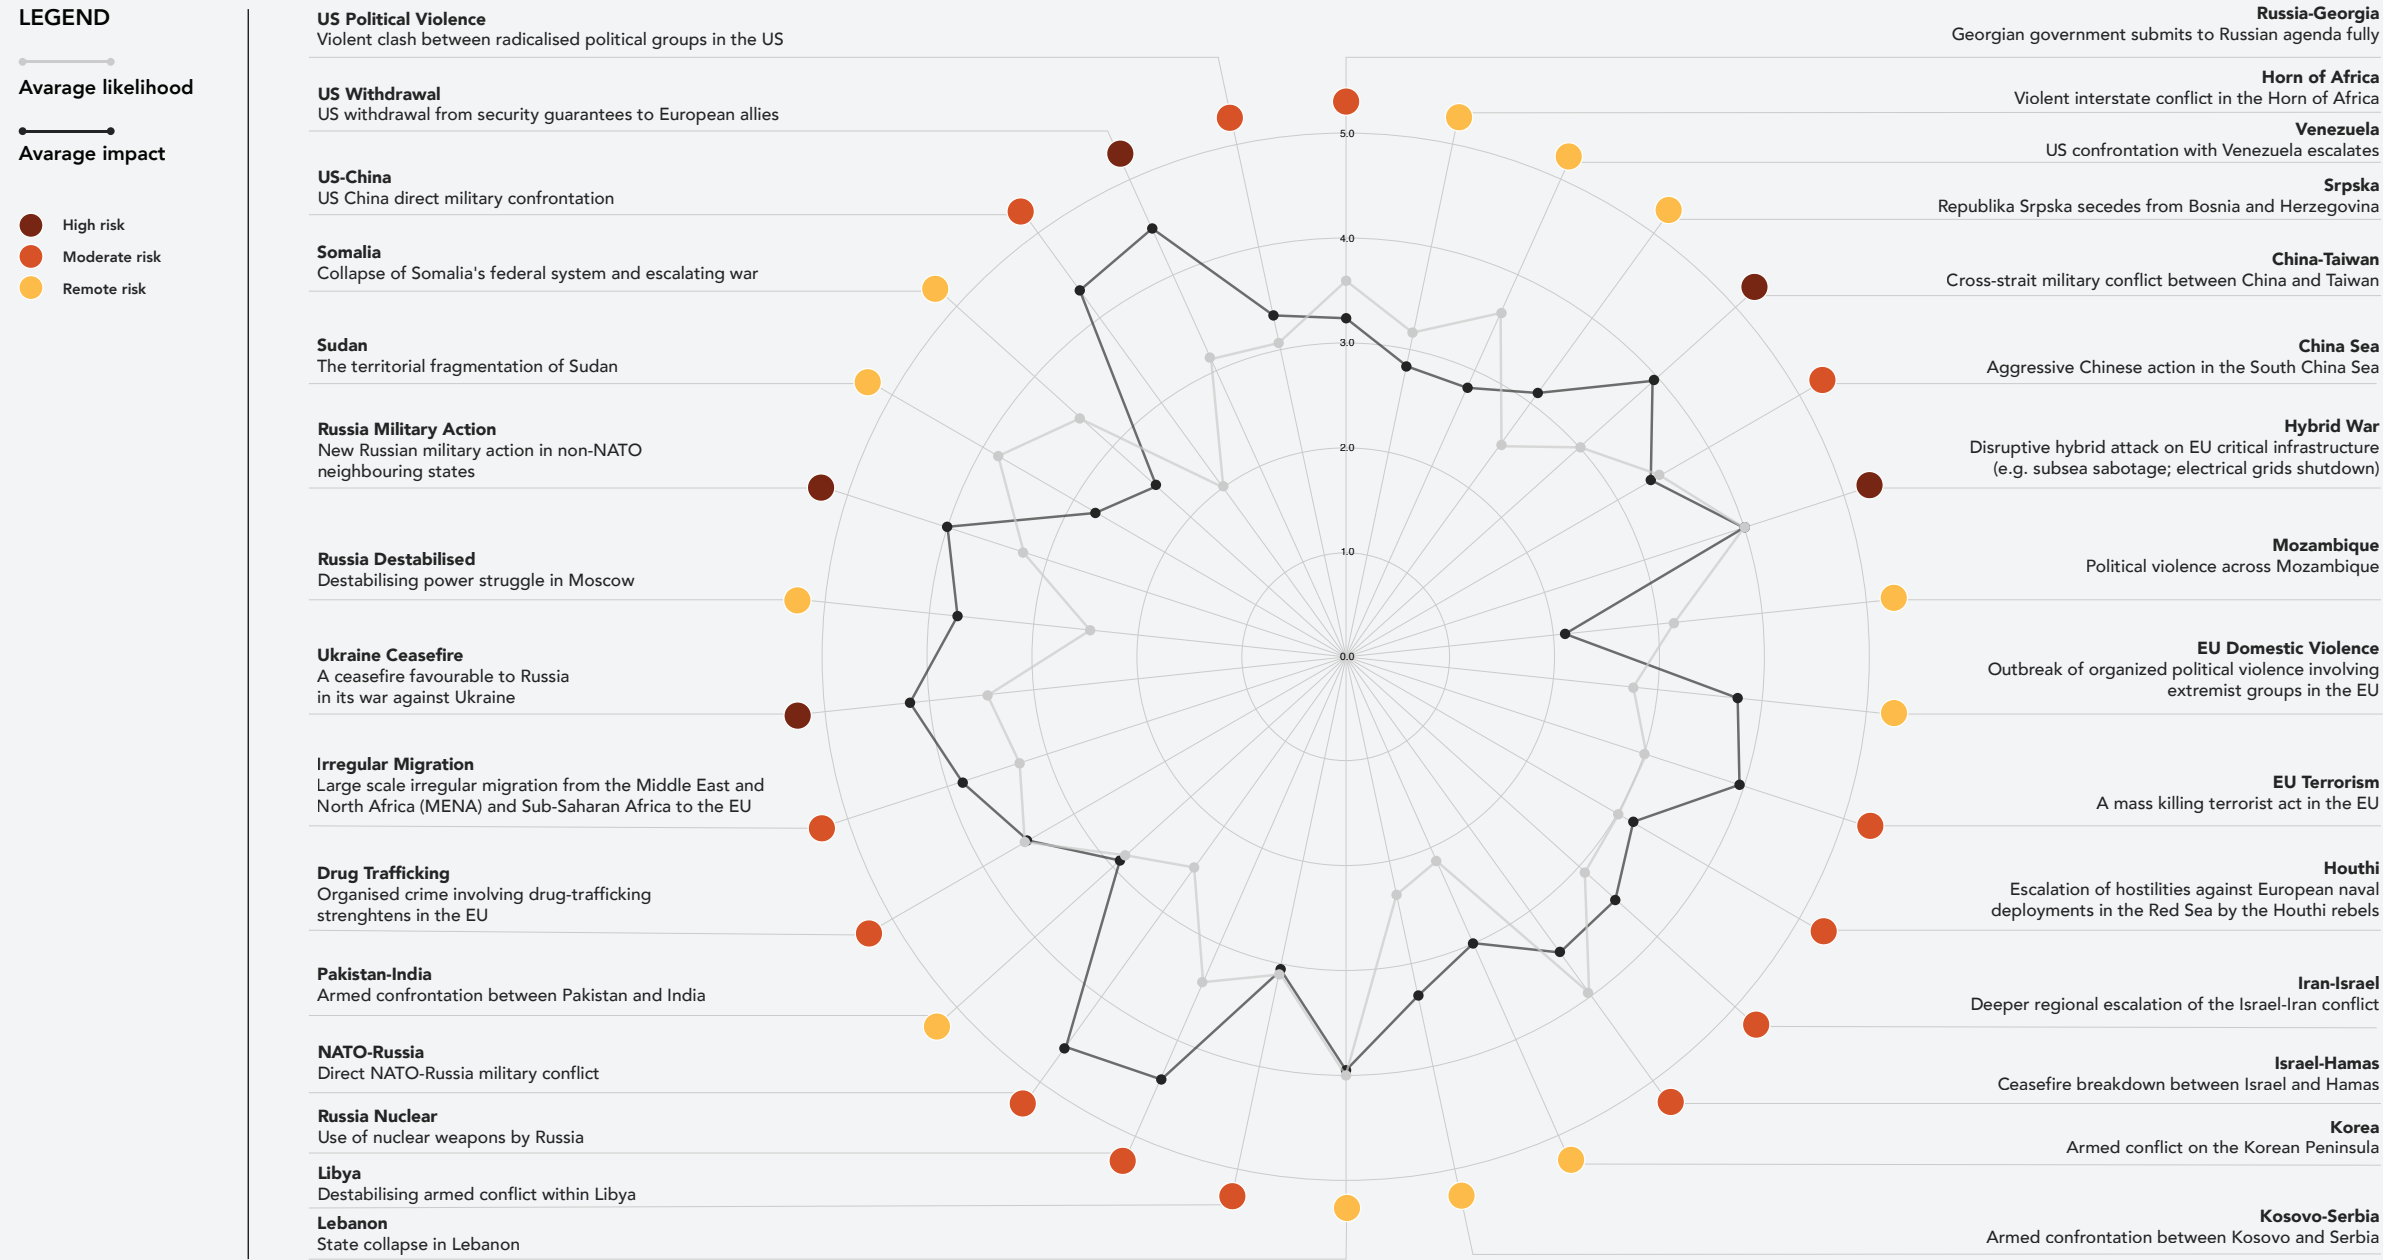 LEGEND
Avarage likelihood
Avarage impact
High risk
Moderate risk
Remote risk
US Political Violence
Violent clash between radicalised political groups in the US
US Withdrawal
US withdrawal from security guarantees to European allies
US-China
US China direct military confrontation
Somalia
Collapse of Somalia's federal system and escalating war
Sudan
The territorial fragmentation of Sudan
Russia Military Action
New Russian military action in non-NATO
neighbouring states
Russia Destabilised
Destabilising power struggle in Moscow
Ukraine Ceasefire
A ceasefire favourable to Russia
in its war against Ukraine
Irregular Migration
Large scale irregular migration from the Middle East and
North Africa (MENA) and Sub-Saharan Africa to the EU
Drug Trafficking
Organised crime involving drug-trafficking
strenghtens in the EU
Pakistan-India
Armed confrontation between Pakistan and India
NATO-Russia
Direct NATO-Russia military conflict
Russia Nuclear
Use of nuclear weapons by Russia
Libya
Destabilising armed conflict within Libya
Lebanon
State collapse in Lebanon
5.0
4.0
3.0
2.0
1.0
0.0
Russia-Georgia
Georgian government submits to Russian agenda fully
Horn of Africa
Violent interstate conflict in the Horn of Africa
Venezuela
US confrontation with Venezuela escalates
Srpska
Republika Srpska secedes from Bosnia and Herzegovina
China-Taiwan
Cross-strait military conflict between China and Taiwan
China Sea
Aggressive Chinese action in the South China Sea
Hybrid War
Disruptive hybrid attack on EU critical infrastructure
(e.g. subsea sabotage; electrical grids shutdown)
Mozambique
Political violence across Mozambique
EU Domestic Violence
Outbreak of organized political violence involving
extremist groups in the EU
EU Terrorism
A mass killing terrorist act in the EU
Houthi
Escalation of hostilities against European naval
deployments in the Red Sea by the Houthi rebels
Iran-Israel
Deeper regional escalation of the Israel-Iran conflict
Israel-Hamas
Ceasefire breakdown between Israel and Hamas
Korea
Armed conflict on the Korean Peninsula
Kosovo-Serbia
Armed confrontation between Kosovo and Serbia